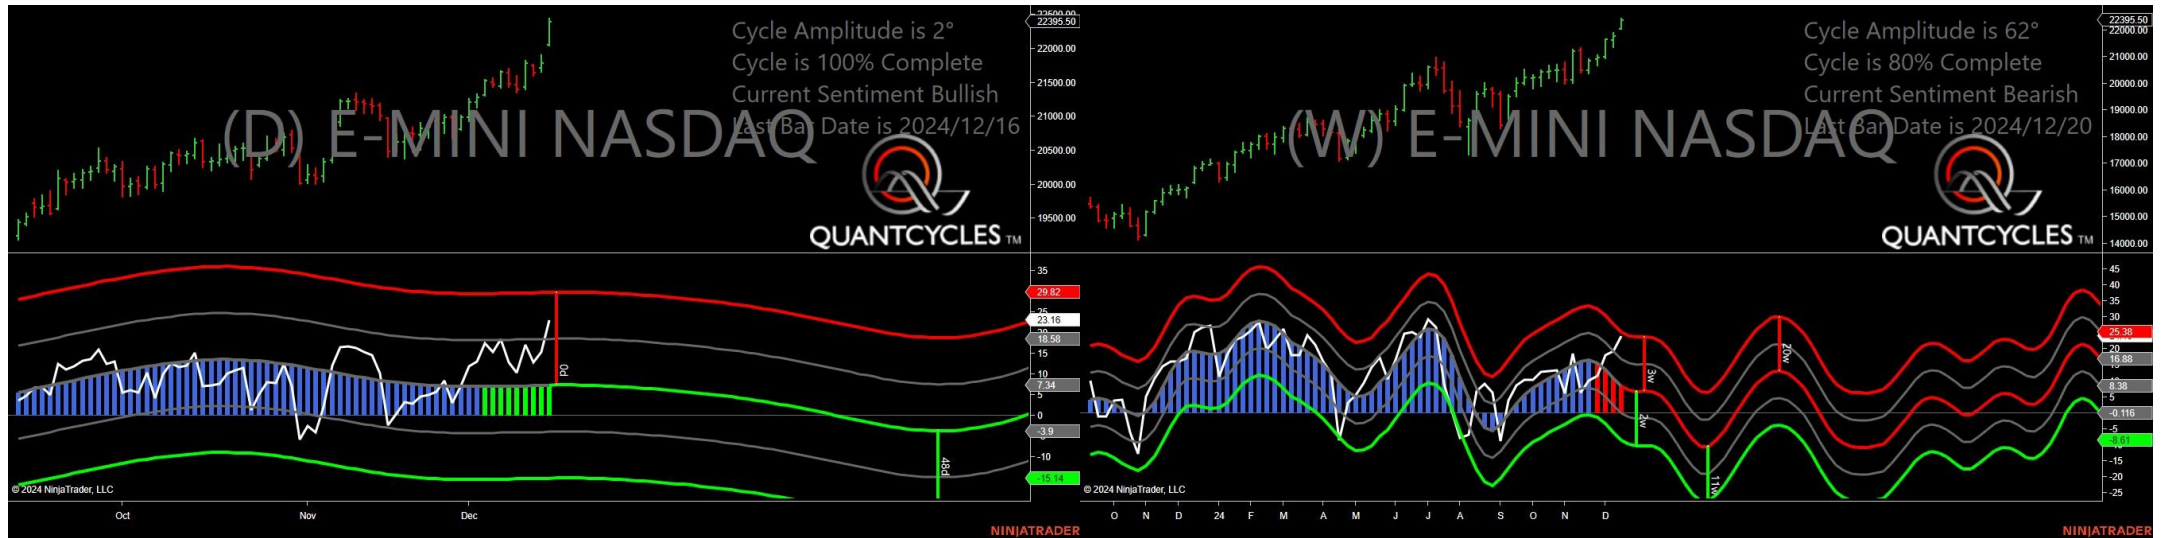 Cycle Amplitude is 2°
Cycle is 100% Complete
Current Sentiment Bullish
Last Bar Date is 2024/12/16
(D) E-MINI NASDAQ
QUANTCYCLES TM
22395.50
22000.00
21500.00
21000.00
20500.00
20000.00
19500.00
35
29.82
25
23.16
18.58
15
10
7.34
5
0
-3.9
-10
-15.14
0d
48d
© 2024 NinjaTrader, LLC
Oct
Nov
Dec
NINJATRADER
Cycle Amplitude is 62°
Cycle is 80% Complete
Current Sentiment Bearish
Last Bar Date is 2024/12/20
(W) E-MINI NASDAQ
QUANTCYCLES TM
22395.50
22000.00
21000.00
20000.00
19000.00
18000.00
17000.00
16000.00
15000.00
14000.00
45
40
35
30
25.38
20
16.88
8.38
5
-0.116
-5
-8.61
-15
-20
-25
3w
2w
11w
20w
© 2024 NinjaTrader, LLC
O N D 24 F M A M J J A S O N D
NINJATRADER